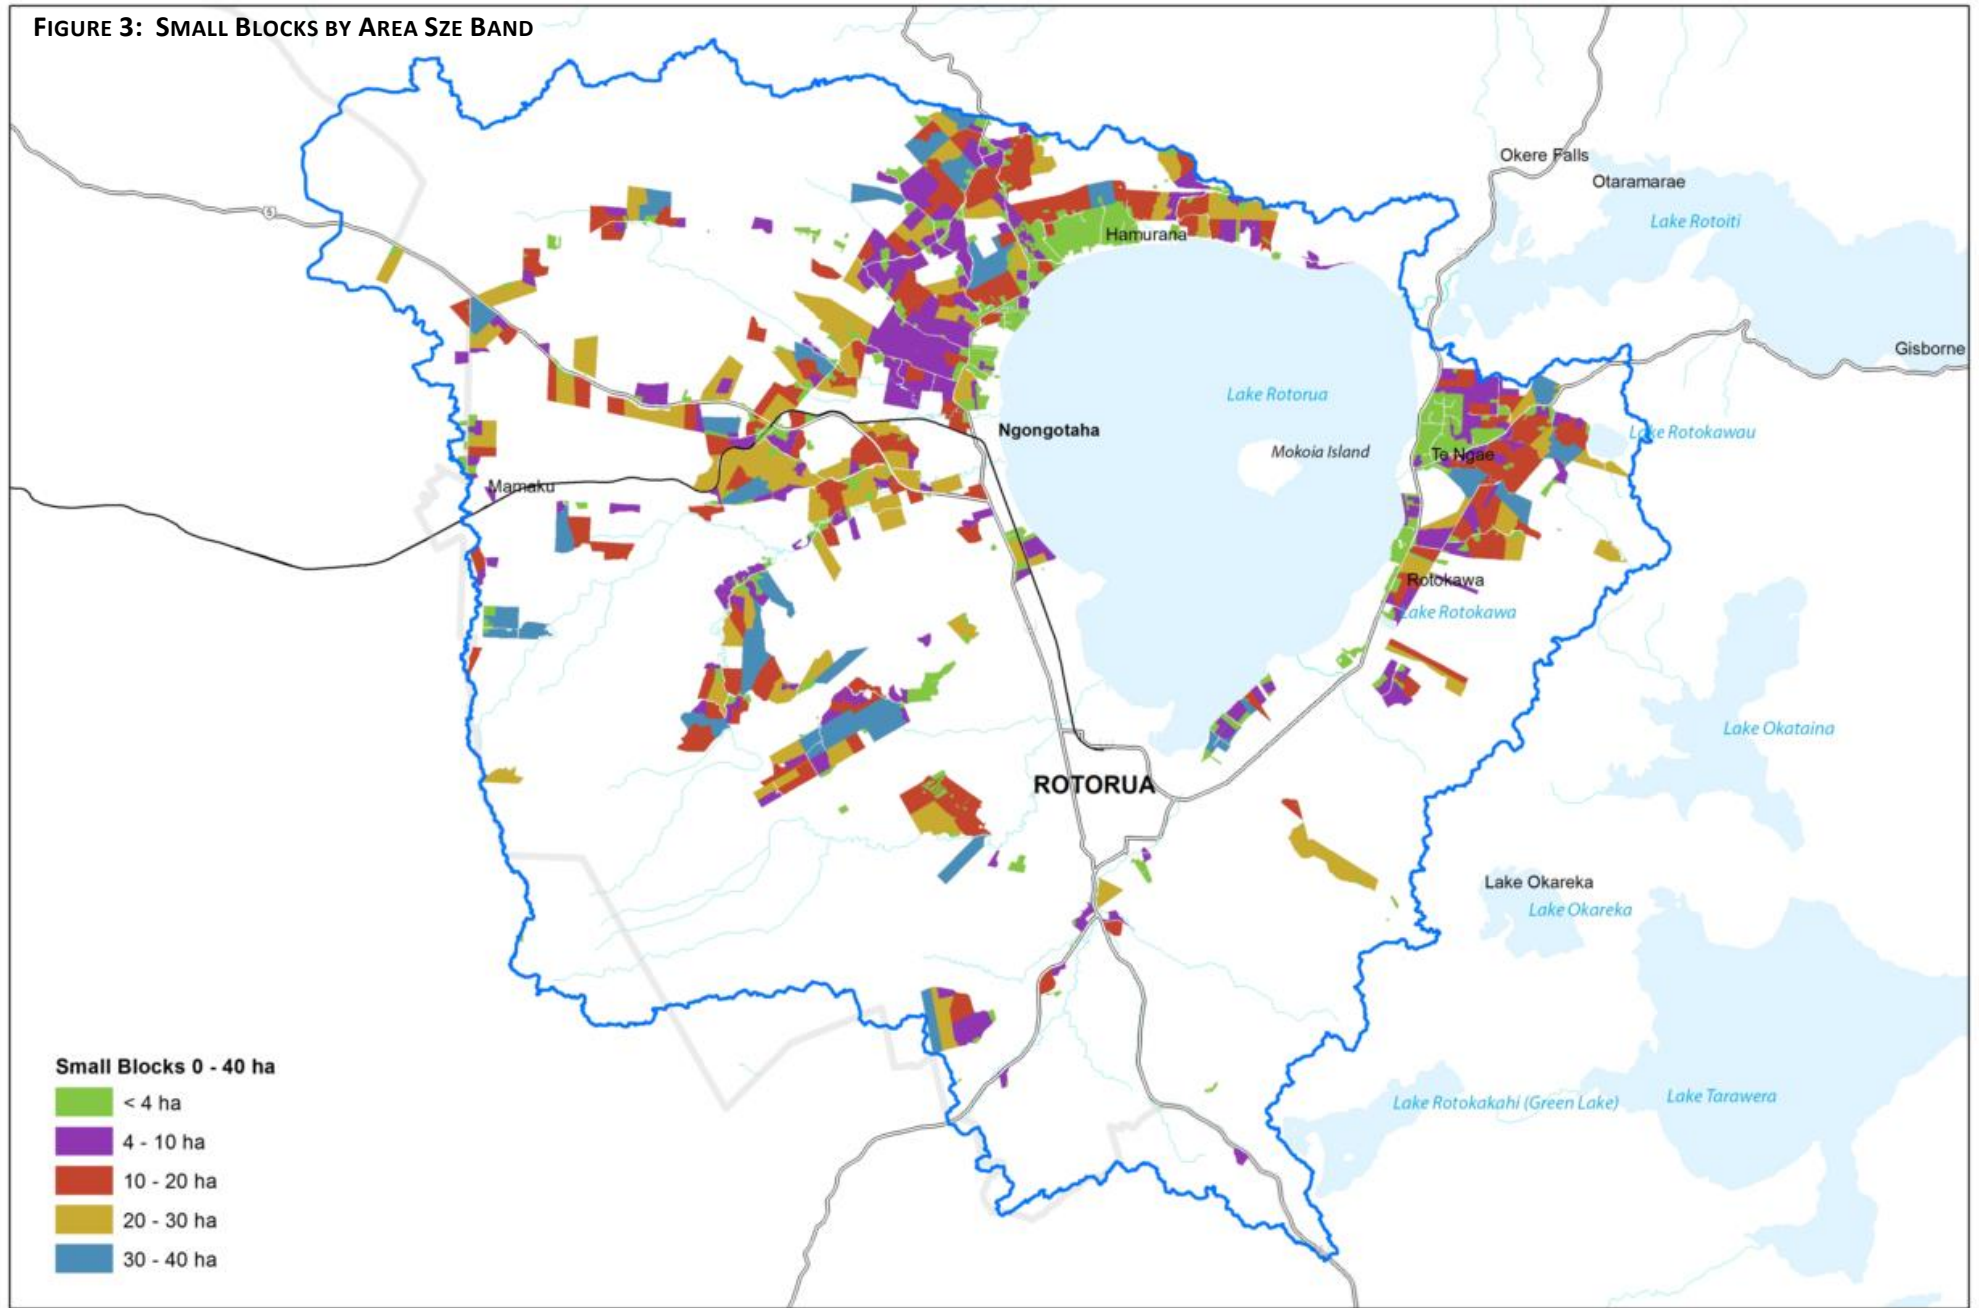 FIGURE 3: SMALL BLOCKS BY AREA SZE BAND
Okere Falls
Otaramarae
Lake Rotoiti
5
Hamurana
Gisborne
Lake Rotorua
Ngongotaha
Mokoia Island
Lake Rotokawau
Te Ngae
Mamaku
Rotokawa
Lake Rotokawa
Lake Okataina
ROTORUA
Lake Okareka
Lake Okareka
Small Blocks 0 - 40 ha
< 4 ha
4 - 10 ha
10 - 20 ha
20 - 30 ha
30 - 40 ha
Lake Rotokakahi (Green Lake)
Lake Tarawera